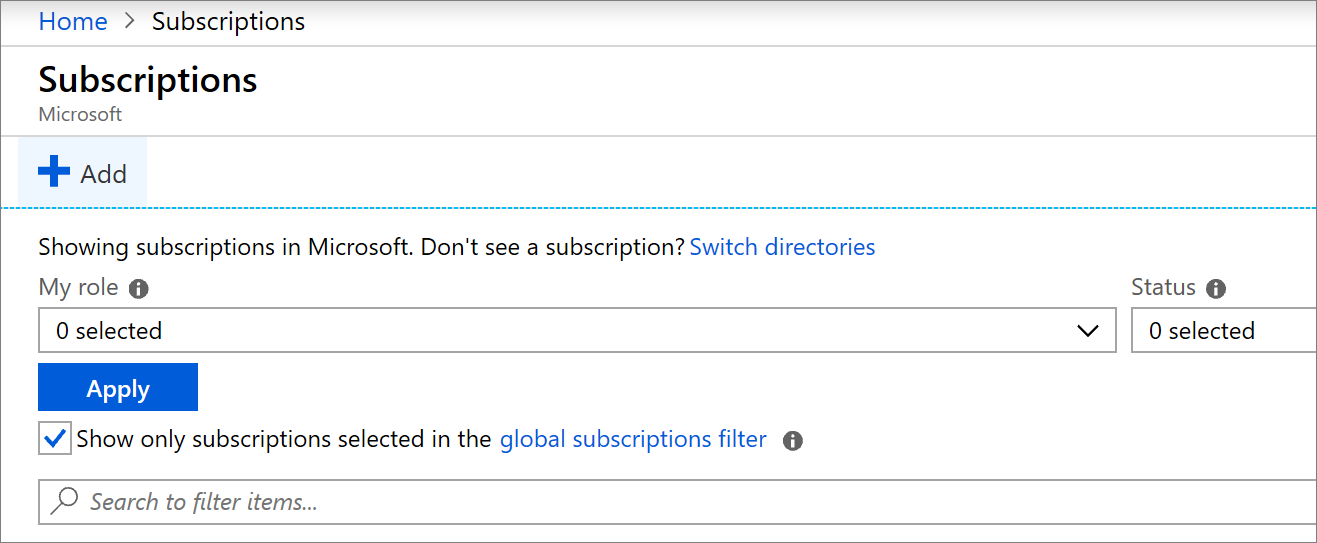 Home > Subscriptions
Subscriptions
Microsoft
Add
Showing subscriptions in Microsoft. Don't see a subscription? Switch directories
My role Status
0 selected 0 selected
Apply
Show only subscriptions selected in the global subscriptions filter
Search to filter items...